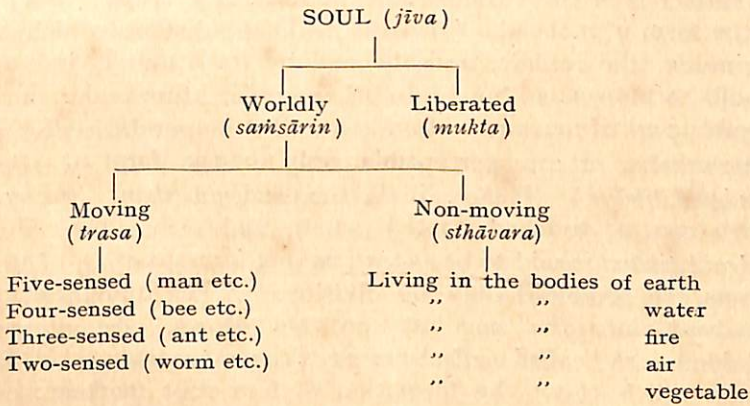 SOUL (jīva)
Worldly Liberated
(saṁsārin) (mukta)
Moving Non-moving
(trasa) (sthāvara)
Five-sensed (man etc.) Living in the bodies of earth
Four-sensed (bee etc.) ,, ,, water
Three-sensed (ant etc.) ,, ,, fire
Two-sensed (worm etc.) ,, ,, air
,, ,, vegetable